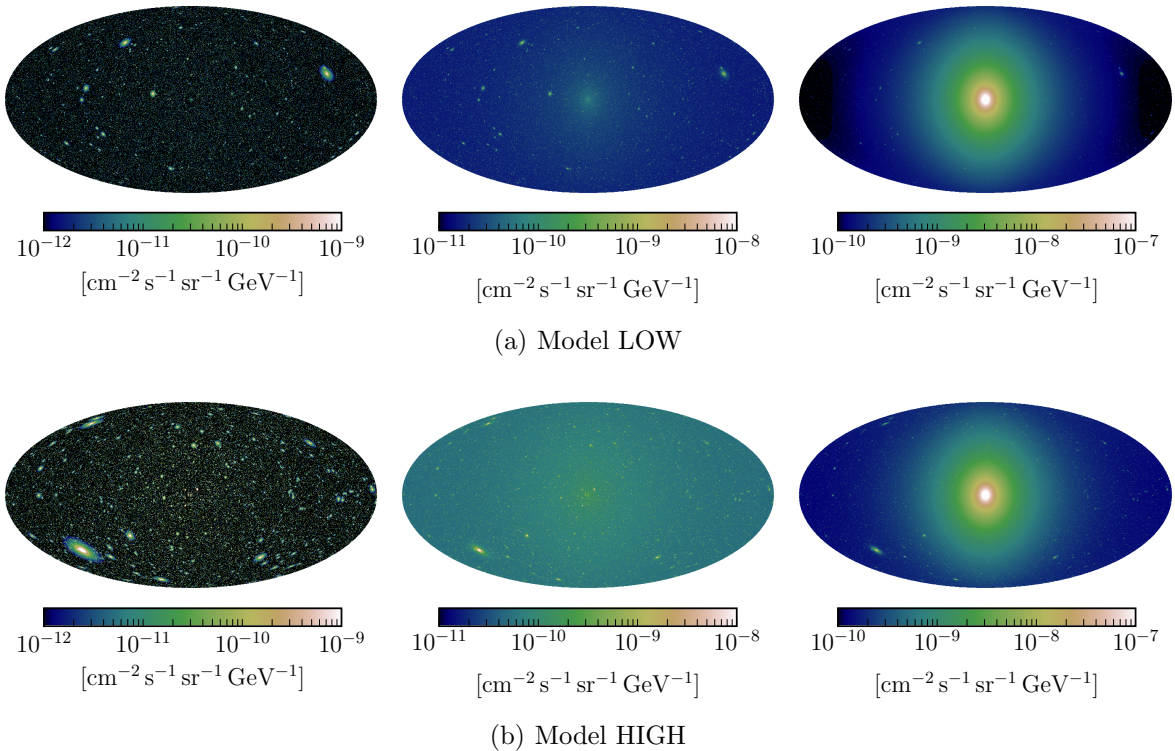 10⁻¹² 10⁻¹¹ 10⁻¹⁰ 10⁻⁹ 10⁻¹¹ 10⁻¹⁰ 10⁻⁹ 10⁻⁸ 10⁻¹⁰ 10⁻⁹ 10⁻⁸ 10⁻⁷
[cm⁻² s⁻¹ sr⁻¹ GeV⁻¹] [cm⁻² s⁻¹ sr⁻¹ GeV⁻¹] [cm⁻² s⁻¹ sr⁻¹ GeV⁻¹]
(a) Model LOW
10⁻¹² 10⁻¹¹ 10⁻¹⁰ 10⁻⁹ 10⁻¹¹ 10⁻¹⁰ 10⁻⁹ 10⁻⁸ 10⁻¹⁰ 10⁻⁹ 10⁻⁸ 10⁻⁷
[cm⁻² s⁻¹ sr⁻¹ GeV⁻¹] [cm⁻² s⁻¹ sr⁻¹ GeV⁻¹] [cm⁻² s⁻¹ sr⁻¹ GeV⁻¹]
(b) Model HIGH